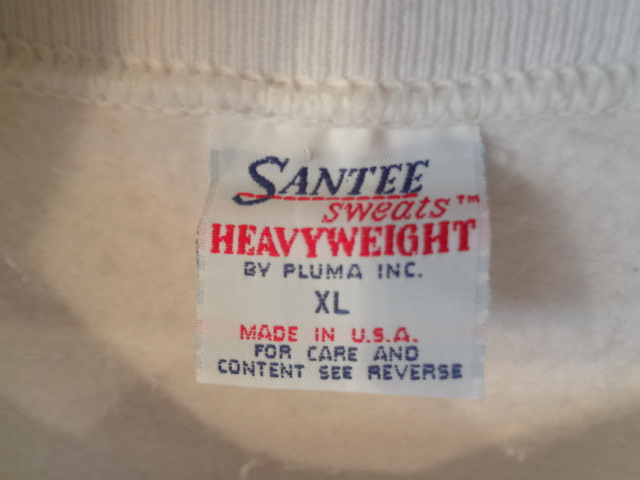 SANTEE
sweats™
HEAVYWEIGHT
BY PLUMA INC.
XL
MADE IN U.S.A.
FOR CARE AND
CONTENT SEE REVERSE